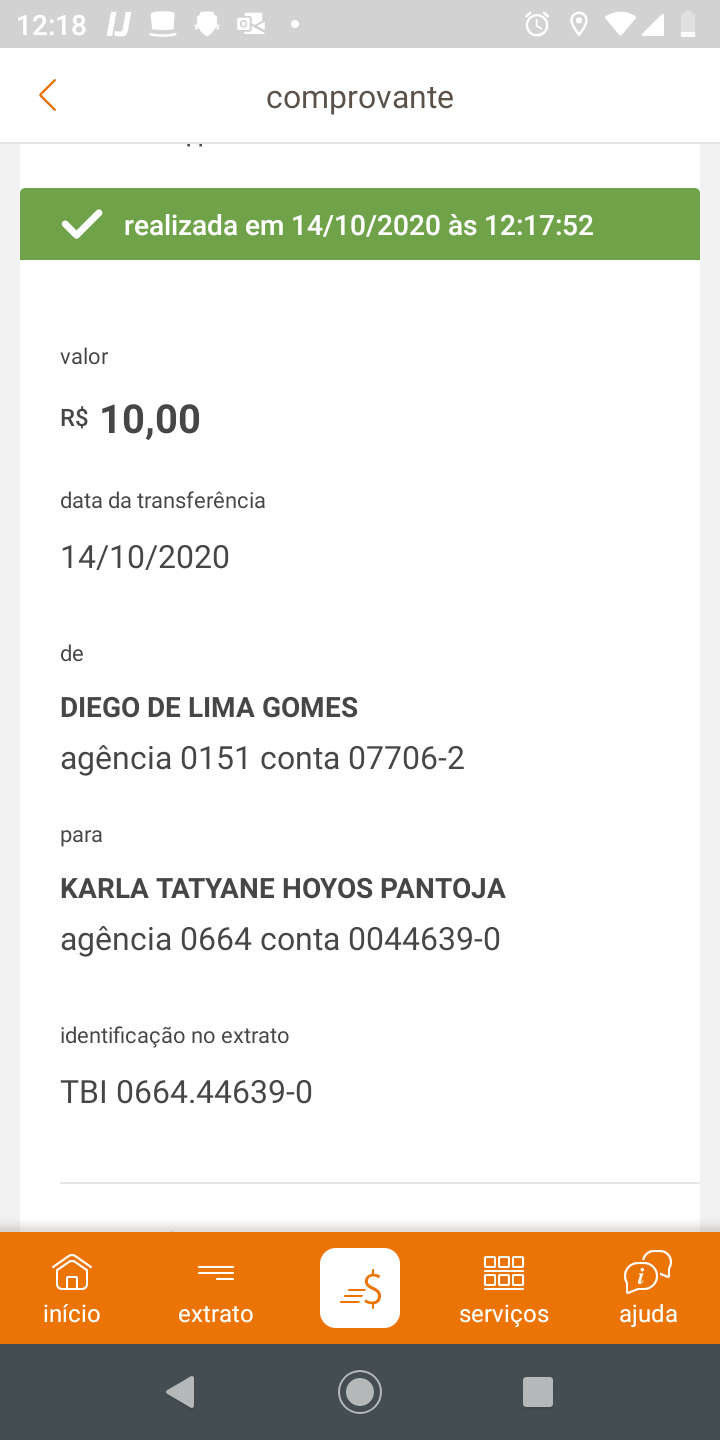 12:18
comprovante
realizada em 14/10/2020 às 12:17:52
valor
R$ 10,00
data da transferência
14/10/2020
de
DIEGO DE LIMA GOMES
agência 0151 conta 07706-2
para
KARLA TATYANE HOYOS PANTOJA
agência 0664 conta 0044639-0
identificação no extrato
TBI 0664.44639-0
início extrato $ serviços ajuda